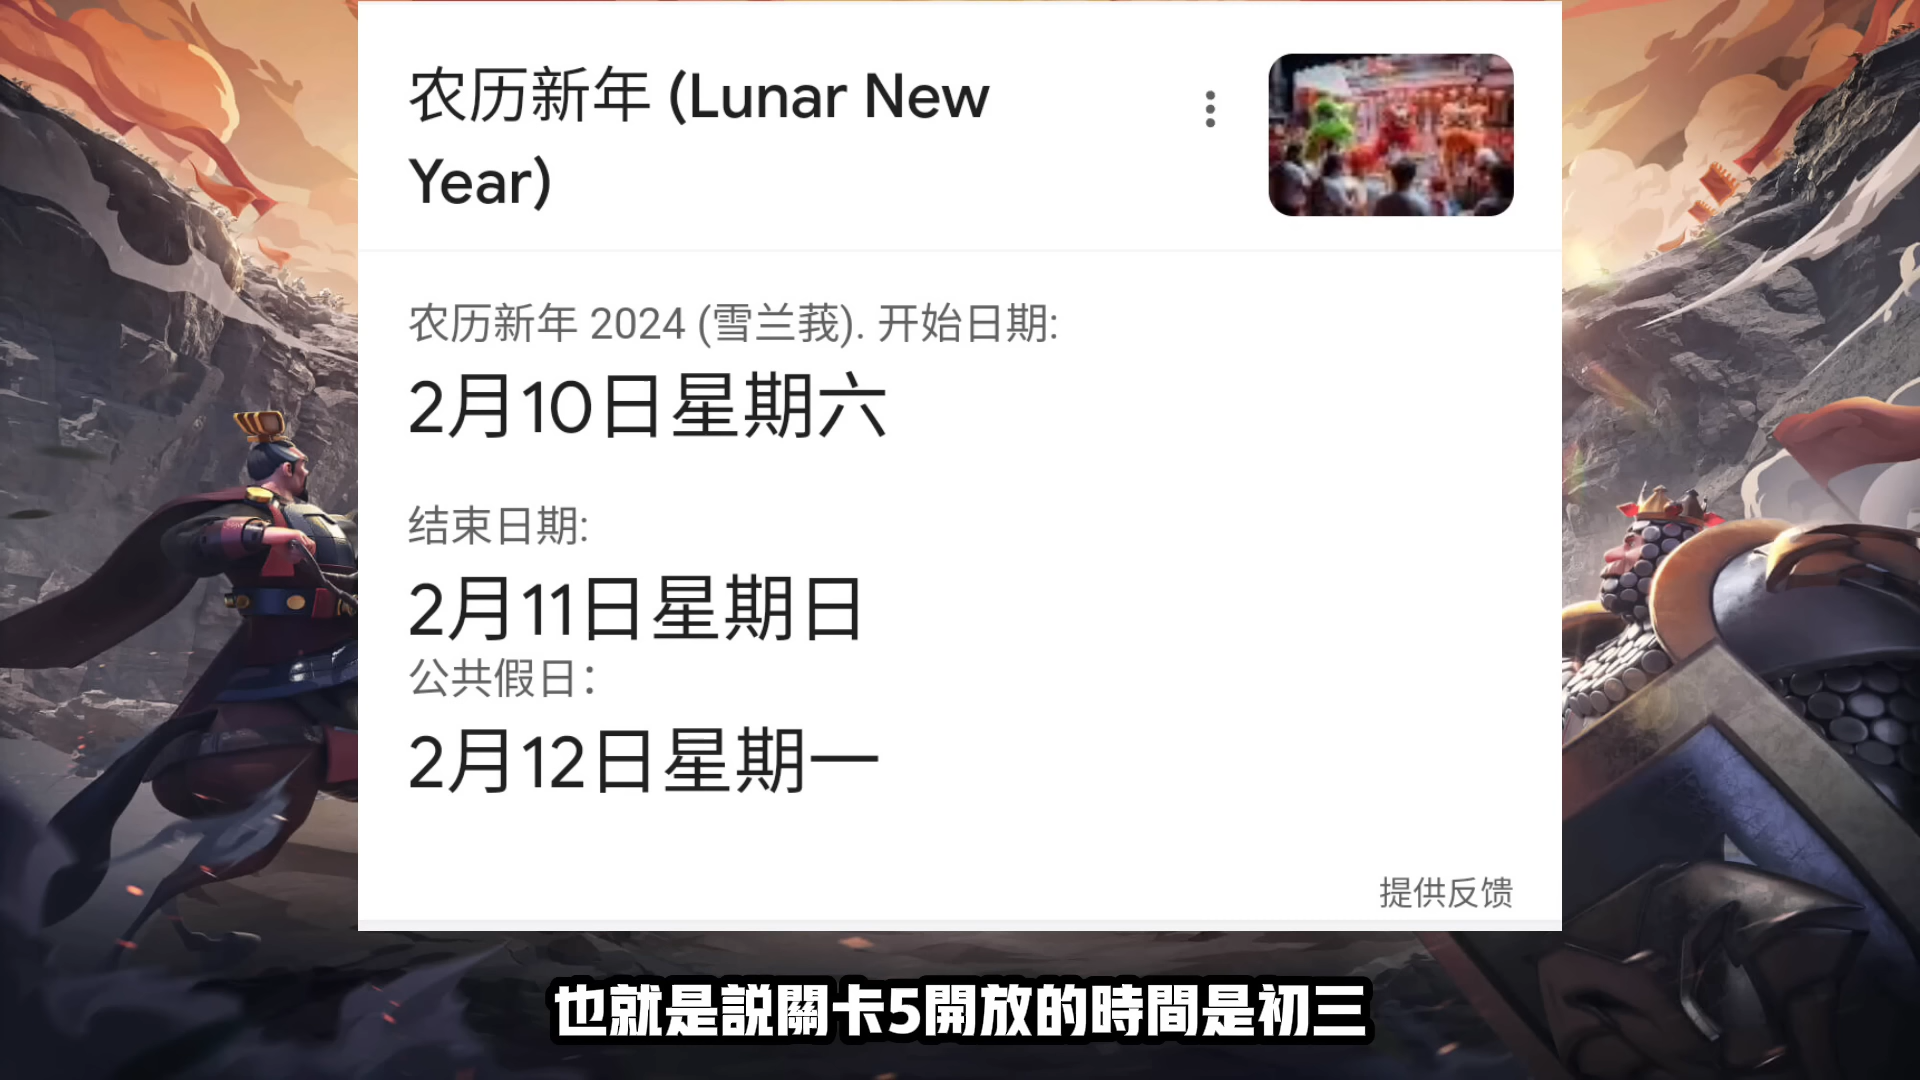 农历新年 (Lunar New
Year)
农历新年 2024 (雪兰莪). 开始日期:
2月10日星期六
结束日期:
2月11日星期日
公共假日：
2月12日星期一
提供反馈
也就是説關卡5開放的時間是初三